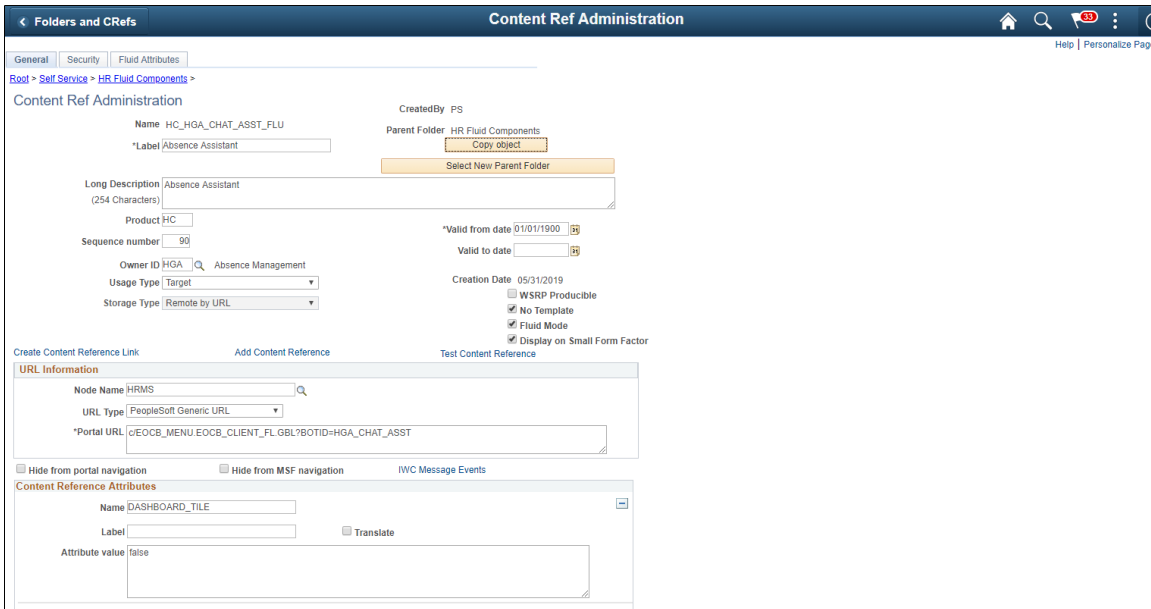 Folders and CRefs
Content Ref Administration
33
Help | Personalize Pag
General Security Fluid Attributes
Root > Self Service > HR Fluid Components >
Content Ref Administration
CreatedBy PS
Name HC_HGA_CHAT_ASST_FLU
Parent Folder HR Fluid Components
*Label Absence Assistant
Copy object
Select New Parent Folder
Long Description Absence Assistant
(254 Characters)
Product HC
*Valid from date 01/01/1900
31
Sequence number 90
Valid to date
31
Owner ID HGA Absence Management
Creation Date 05/31/2019
Usage Type Target
WSRP Producible
Storage Type Remote by URL
No Template
Fluid Mode
Display on Small Form Factor
Create Content Reference Link Add Content Reference Test Content Reference
URL Information
Node Name HRMS
URL Type PeopleSoft Generic URL
*Portal URL c/EOCB_MENU.EOCB_CLIENT_FL.GBL?BOTID=HGA_CHAT_ASST
Hide from portal navigation Hide from MSF navigation IWC Message Events
Content Reference Attributes
Name DASHBOARD_TILE
Label Translate
Attribute value false